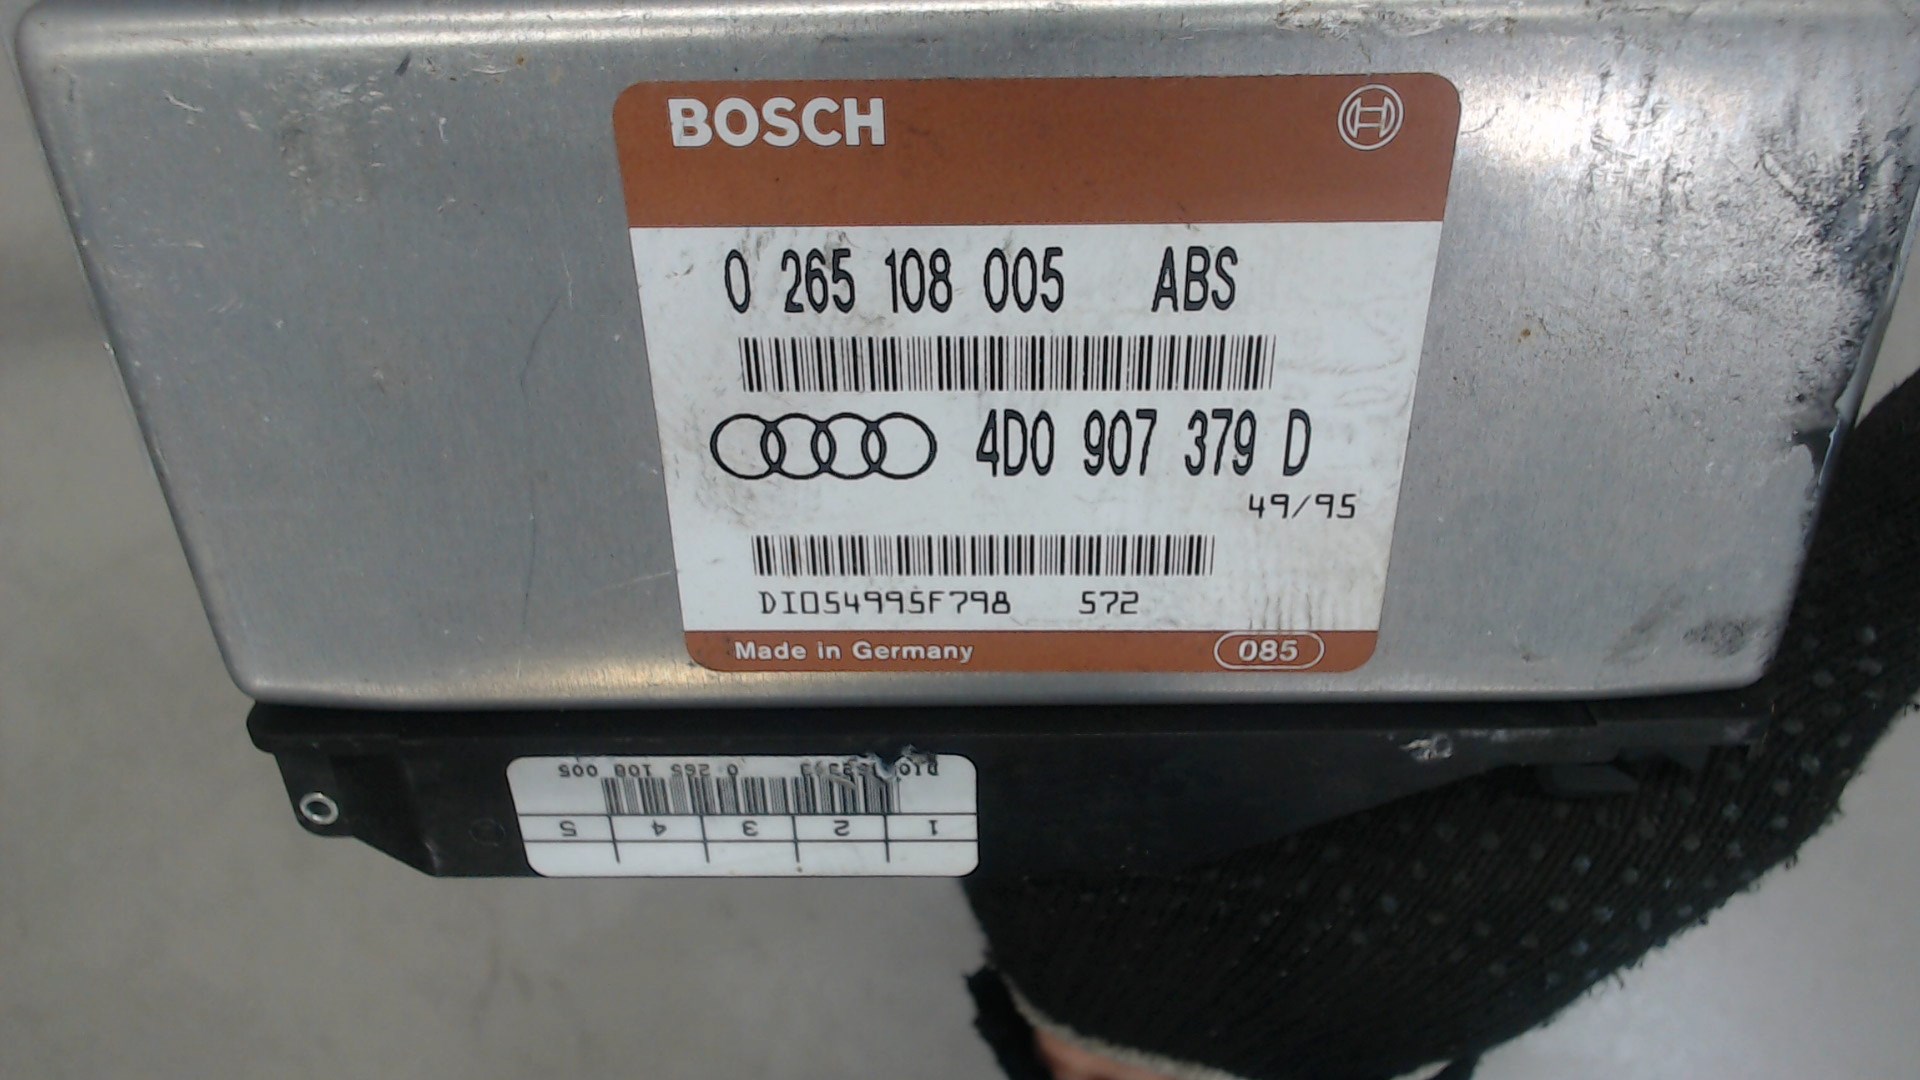 BOSCH
0 265 108 005 ABS
4D0 907 379 D
49/95
DI054995F798 572
Made in Germany 085
0 265 108 005
1 2 3 4 5